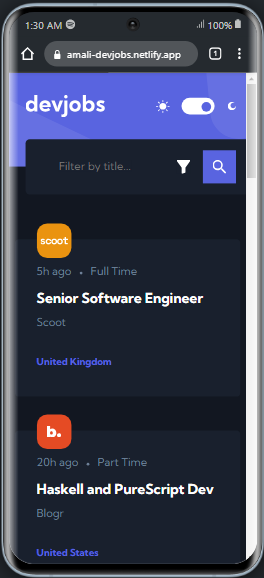 1:30 AM
100%
amali-devjobs.netlify.app
1
devjobs
Filter by title...
scoot
5h ago • Full Time
Senior Software Engineer
Scoot
United Kingdom
b.
20h ago • Part Time
Haskell and PureScript Dev
Blogr
United States